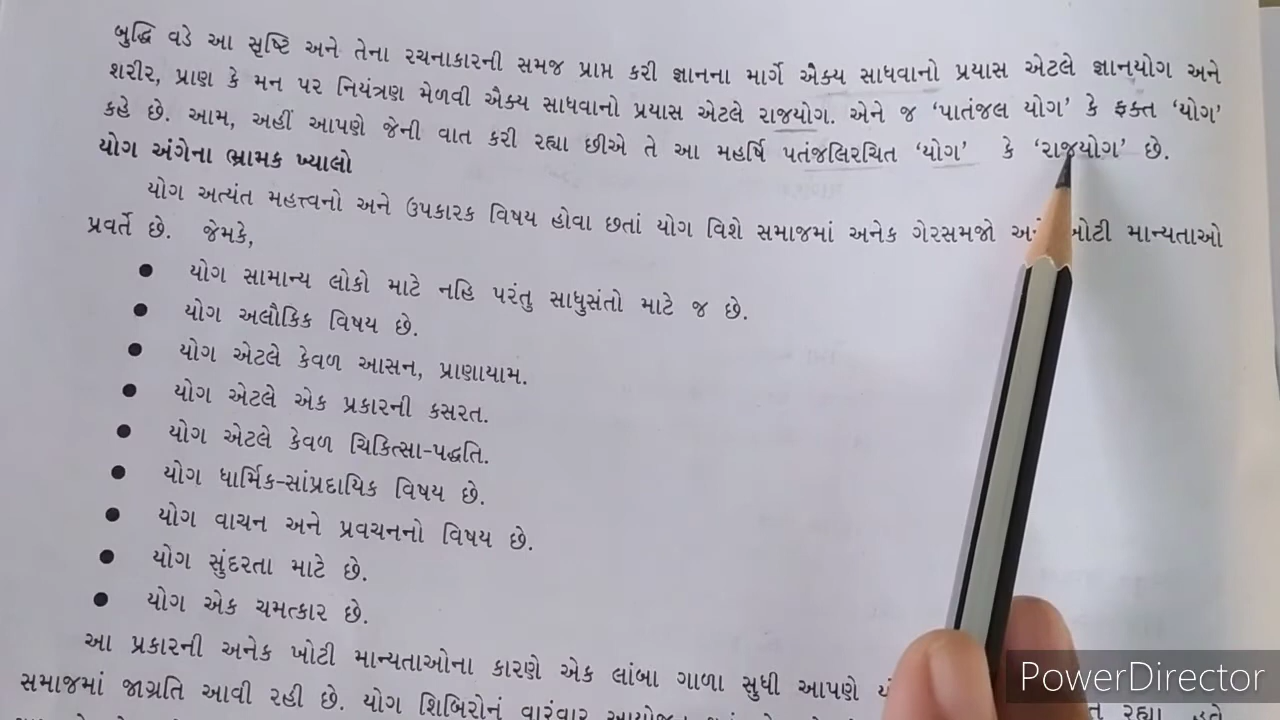 બુદ્ધિ વડે આ સૃષ્ટિ અને તેના રચનાકારની સમજ પ્રાપ્ત કરી જ્ઞાનના માર્ગે ઐક્ય સાધવાનો પ્રયાસ એટલે જ્ઞાનયોગ અને
શરીર, પ્રાણ કે મન પર નિયંત્રણ મેળવી ઐક્ય સાધવાનો પ્રયાસ એટલે રાજયોગ. એને જ ‘પાતંજલ યોગ’ કે ફક્ત ‘યોગ’
કહે છે. આમ, અહીં આપણે જેની વાત કરી રહ્યા છીએ તે આ મહર્ષિ પતંજલિરચિત ‘યોગ’ કે ‘રાજયોગ’ છે.
યોગ અંગેના ભ્રામક ખ્યાલો
યોગ અત્યંત મહત્ત્વનો અને ઉપકારક વિષય હોવા છતાં યોગ વિશે સમાજમાં અનેક ગેરસમજો માન્યતાઓ
પ્રવર્તે છે. જેમકે,
● યોગ સામાન્ય લોકો માટે નહિ પરંતુ સાધુસંતો માટે જ છે.
● યોગ અલૌકિક વિષય છે.
● યોગ એટલે કેવળ આસન, પ્રાણાયામ.
● યોગ એટલે એક પ્રકારની કસરત.
● યોગ એટલે કેવળ ચિકિત્સા-પદ્ધતિ.
● યોગ ધાર્મિક-સાંપ્રદાયિક વિષય છે.
● યોગ વાચન અને પ્રવચનનો વિષય છે.
● યોગ સુંદરતા માટે છે.
● યોગ એક ચમત્કાર છે.
આ પ્રકારની અનેક ખોટી માન્યતાઓના કારણે એક લાંબા ગાળા સુધી આપણે
સમાજમાં જાગ્રતિ આવી રહી છે. યોગ શિબિરોનું વારંવાર રહ્યા
PowerDirector